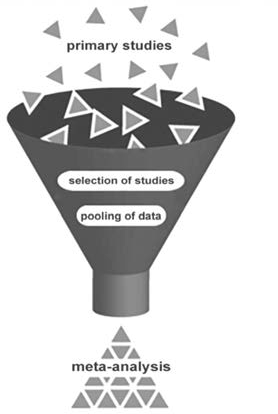 primary studies
selection of studies
pooling of data
meta-analysis